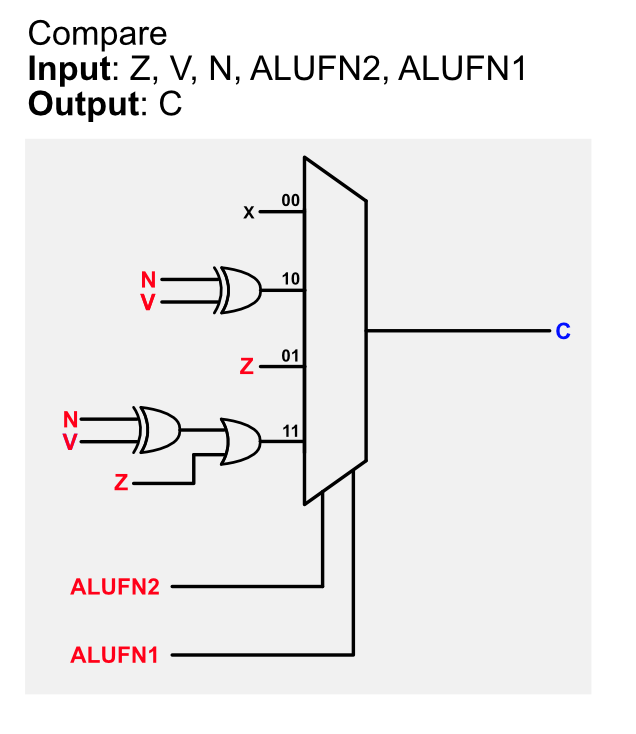 Compare
Input: Z, V, N, ALUFN2, ALUFN1
Output: C
00
X
N
10
V
01
Z
C
N
11
V
Z
ALUFN2
ALUFN1